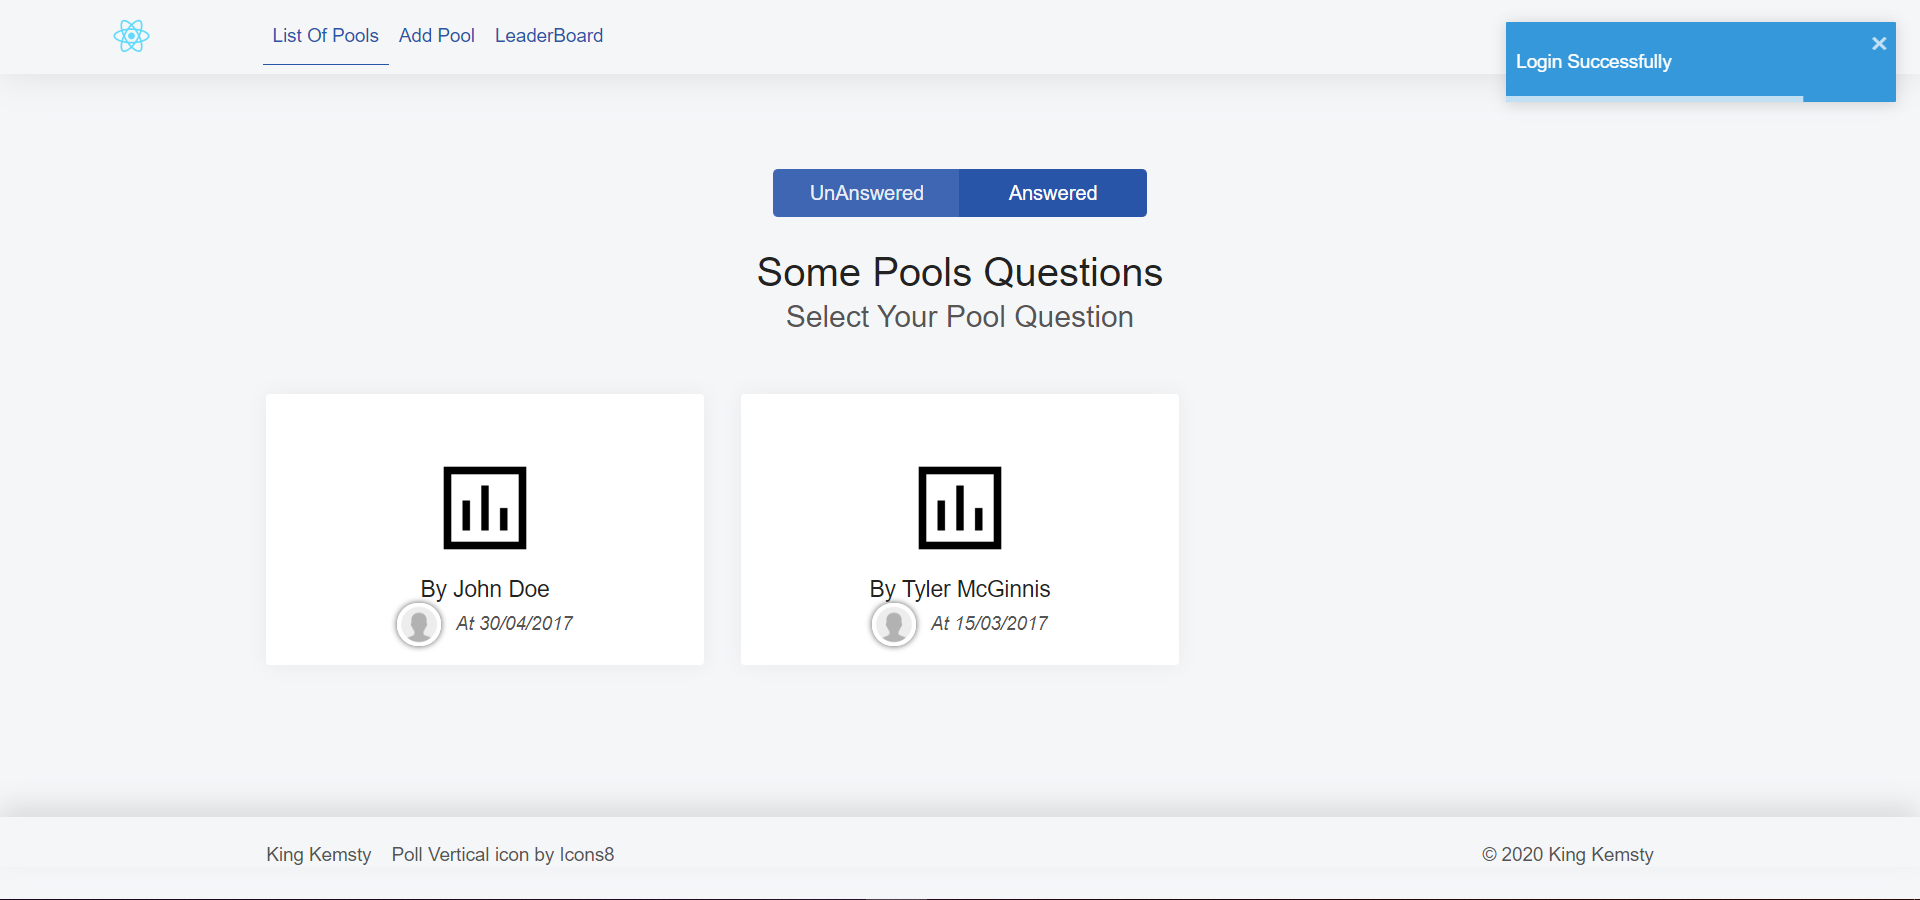 List Of Pools Add Pool LeaderBoard
Login Successfully
UnAnswered Answered
Some Pools Questions
Select Your Pool Question
By John Doe
At 30/04/2017
By Tyler McGinnis
At 15/03/2017
King Kemsty Poll Vertical icon by Icons8
© 2020 King Kemsty